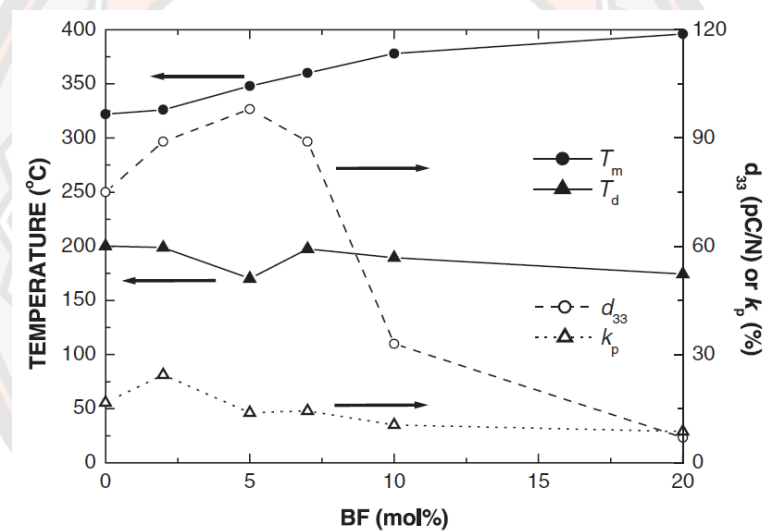 400
350
300
250
200
150
100
50
0
TEMPERATURE (°C)
120
90
60
30
0
d₃₃ (pC/N) or kₚ (%)
Tₘ
T_d
d₃₃
kₚ
0 5 10 15 20
BF (mol%)